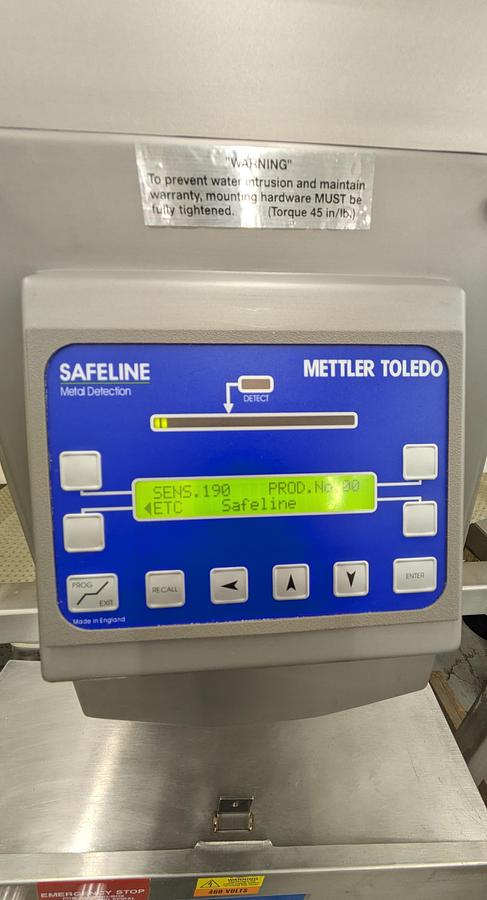 "WARNING"
To prevent water intrusion and maintain
warranty, mounting hardware MUST be
fully tightened. (Torque 45 in/lb.)
SAFELINE
Metal Detection
METTLER TOLEDO
DETECT
SENS.190 PROD.No.00
◀ETC Safeline
PROG
EXIT
RECALL
ENTER
Made in England
EMERGENCY STOP
WARNING
460 VOLTS